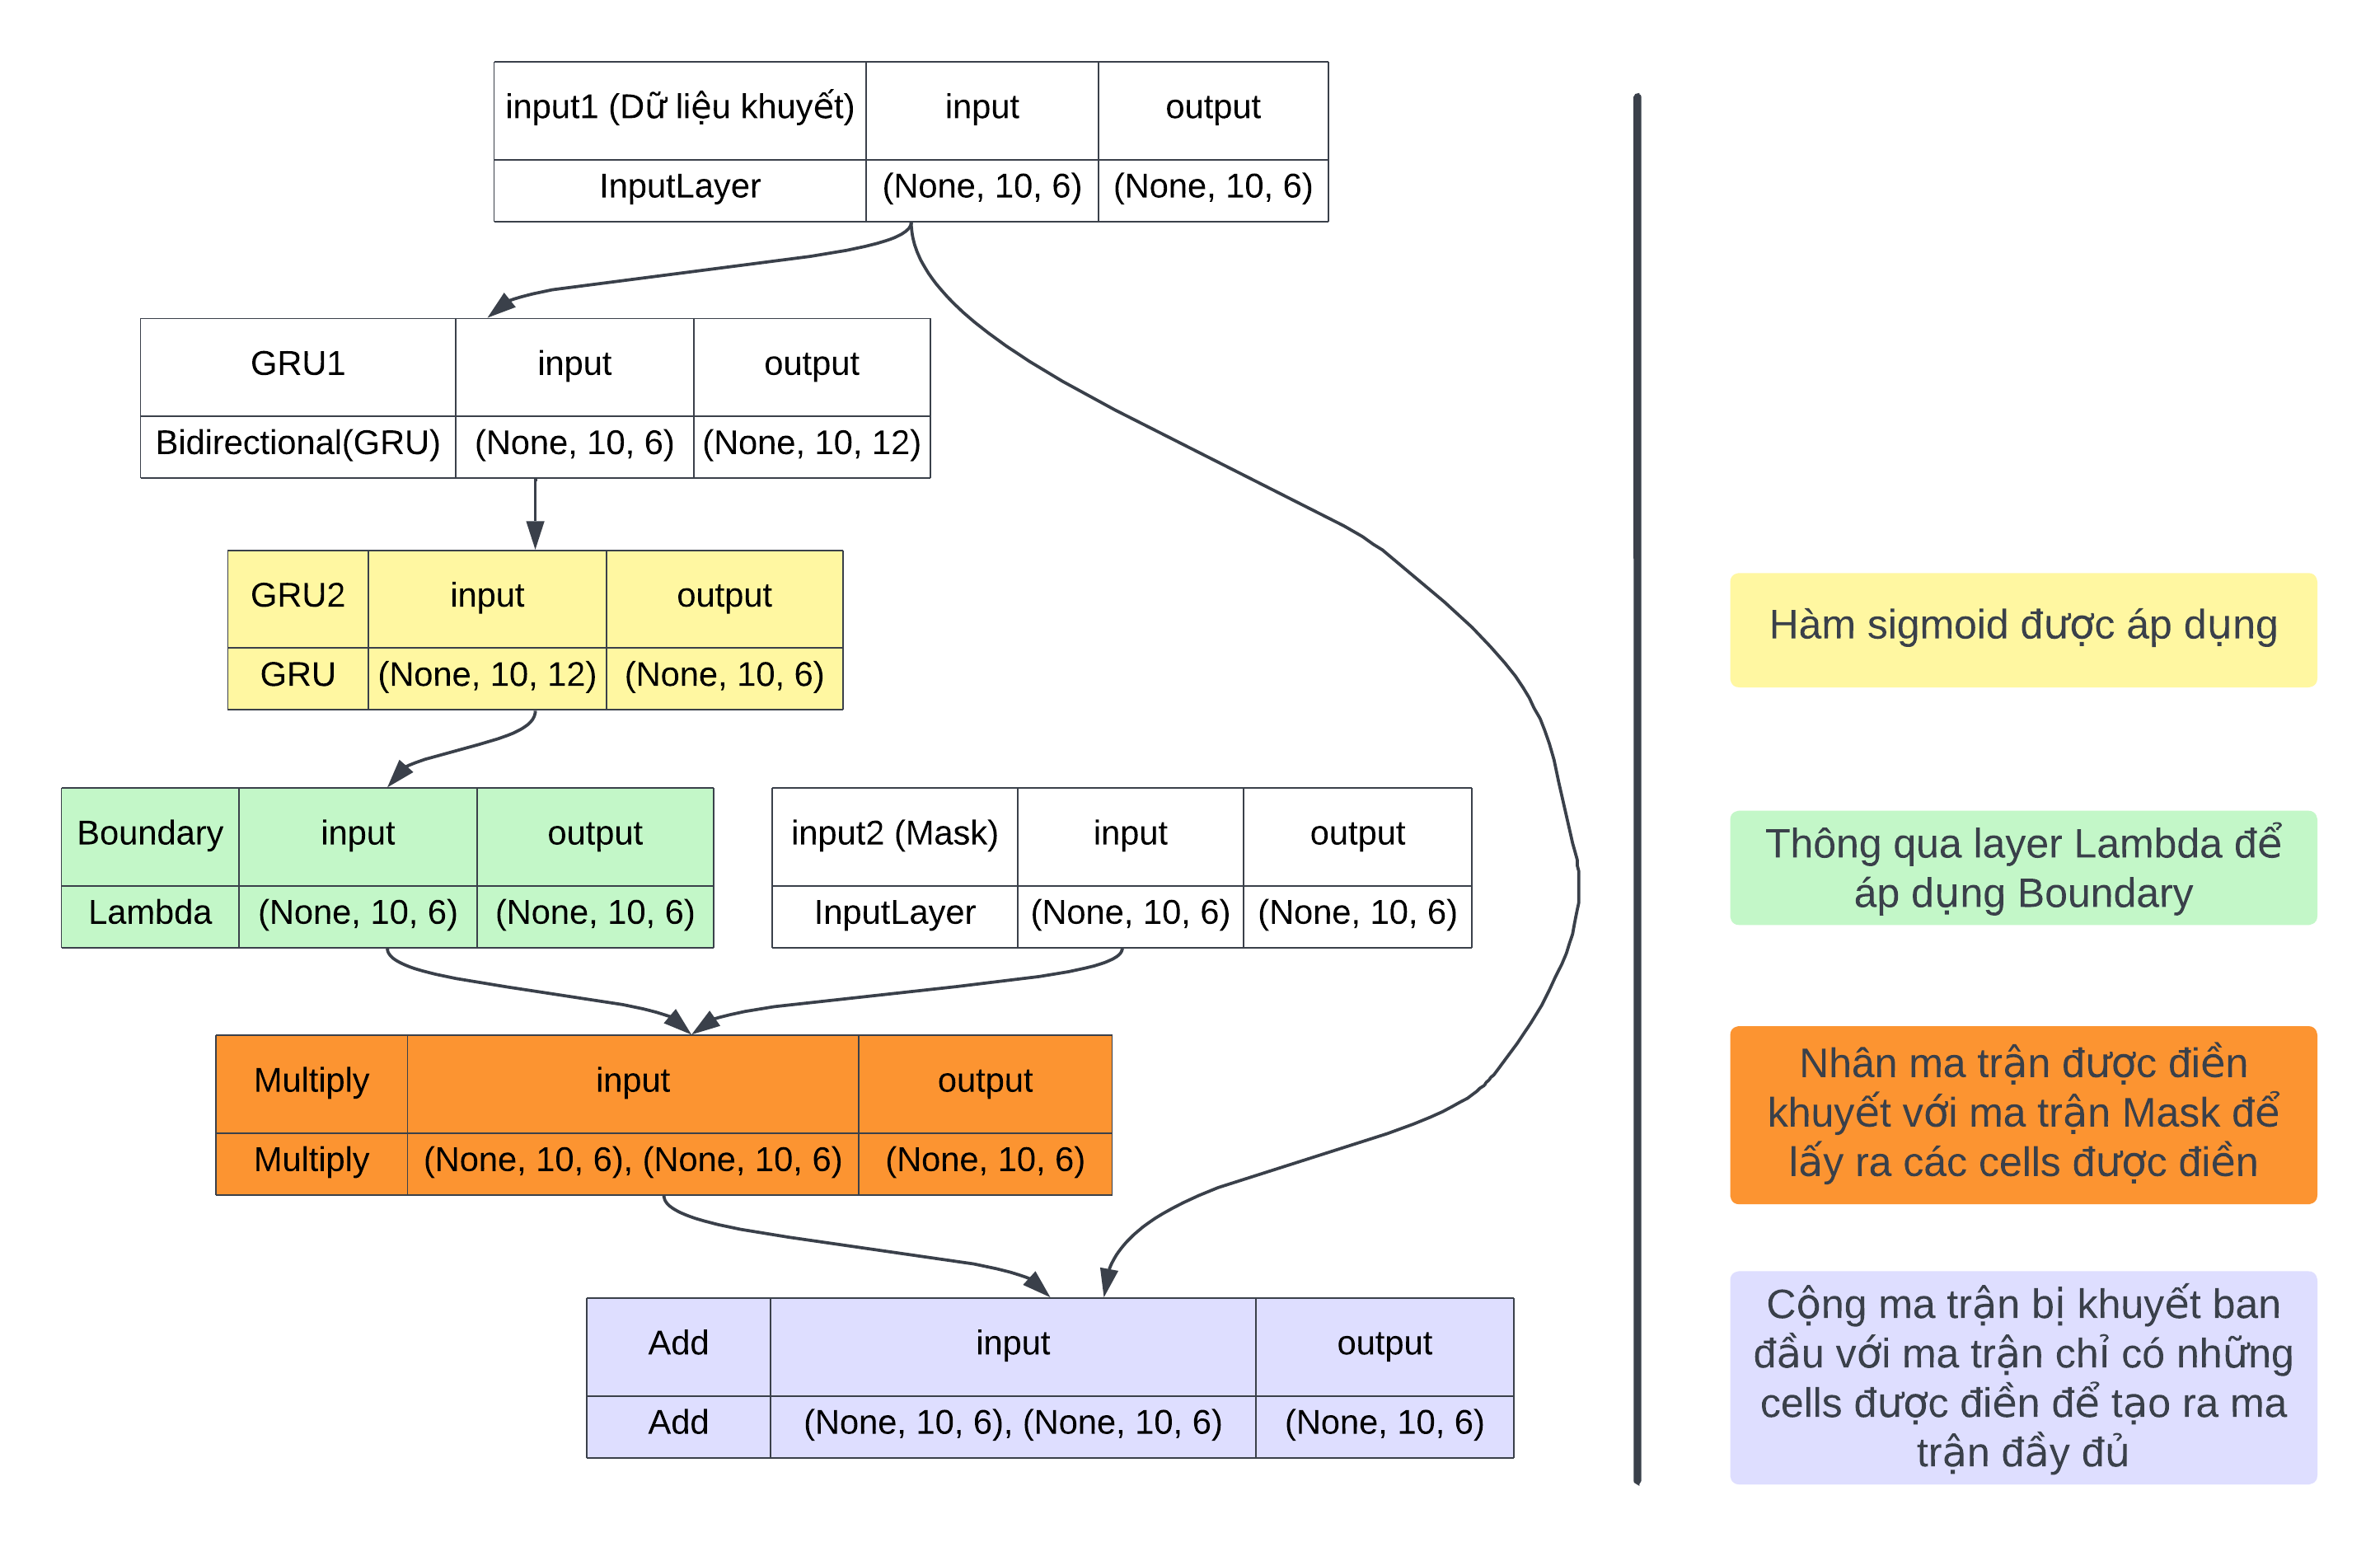 input1 (Dữ liệu khuyết) input output
InputLayer (None, 10, 6) (None, 10, 6)
GRU1 input output
Bidirectional(GRU) (None, 10, 6) (None, 10, 12)
GRU2 input output
GRU (None, 10, 12) (None, 10, 6)
Boundary input output
Lambda (None, 10, 6) (None, 10, 6)
input2 (Mask) input output
InputLayer (None, 10, 6) (None, 10, 6)
Multiply input output
Multiply (None, 10, 6), (None, 10, 6) (None, 10, 6)
Add input output
Add (None, 10, 6), (None, 10, 6) (None, 10, 6)
Hàm sigmoid được áp dụng
Thông qua layer Lambda để
áp dụng Boundary
Nhân ma trận được điền
khuyết với ma trận Mask để
lấy ra các cells được điền
Cộng ma trận bị khuyết ban
đầu với ma trận chỉ có những
cells được điền để tạo ra ma
trận đầy đủ